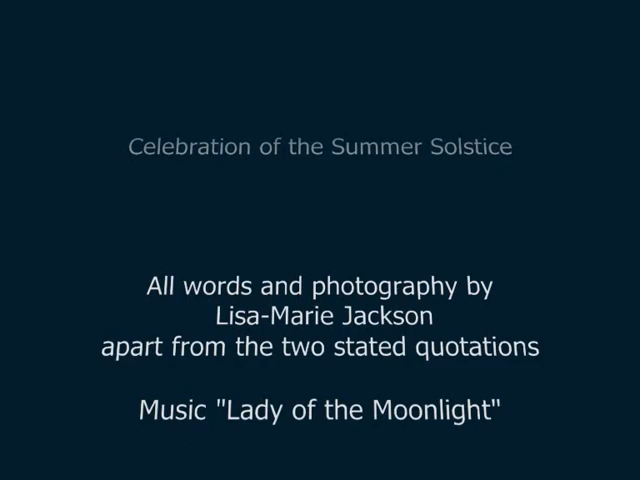 Celebration of the Summer Solstice
All words and photography by
Lisa-Marie Jackson
apart from the two stated quotations
Music "Lady of the Moonlight"